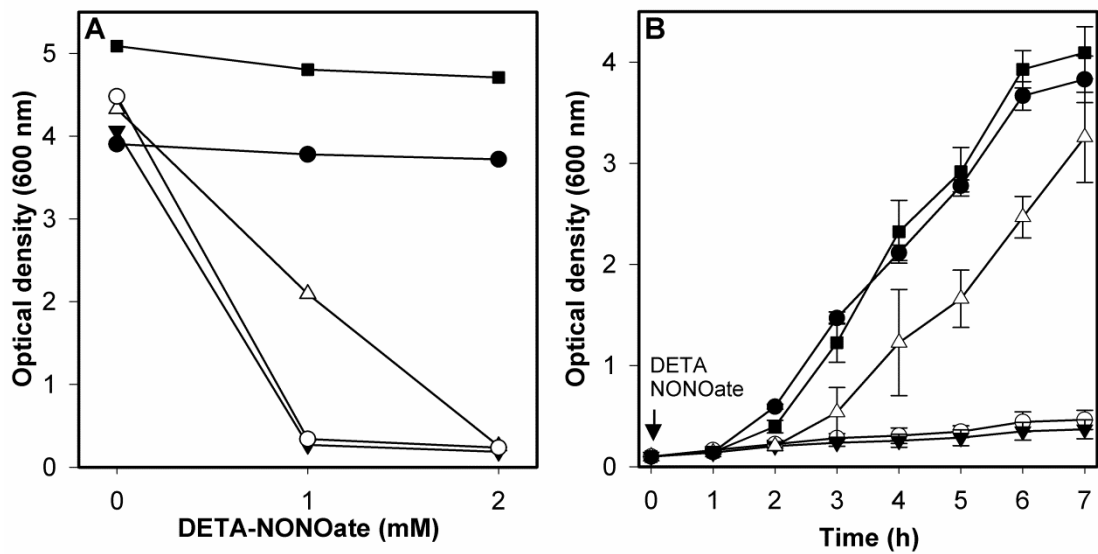 A
Optical density (600 nm)
5
4
3
2
1
0
0 1 2
DETA-NONOate (mM)
B
Optical density (600 nm)
4
3
2
1
0
DETA
NONOate
0 1 2 3 4 5 6 7
Time (h)